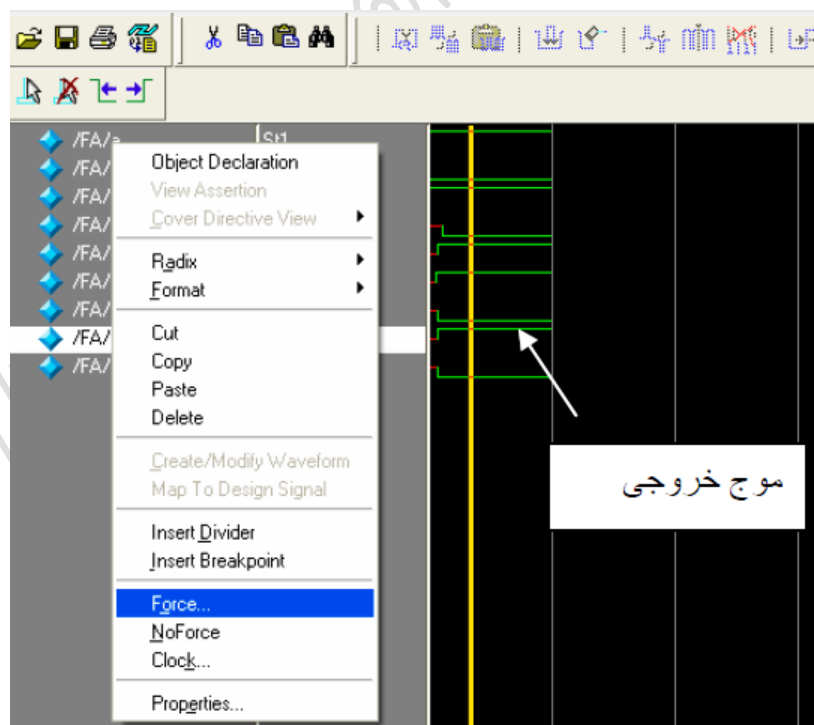 /FA/a St1
/FA/
/FA/
/FA/
/FA/
/FA/
/FA/
/FA/
/FA/
Object Declaration
View Assertion
Cover Directive View
Radix
Format
Cut
Copy
Paste
Delete
Create/Modify Waveform
Map To Design Signal
Insert Divider
Insert Breakpoint
Force...
NoForce
Clock...
Properties...
موج خروجی